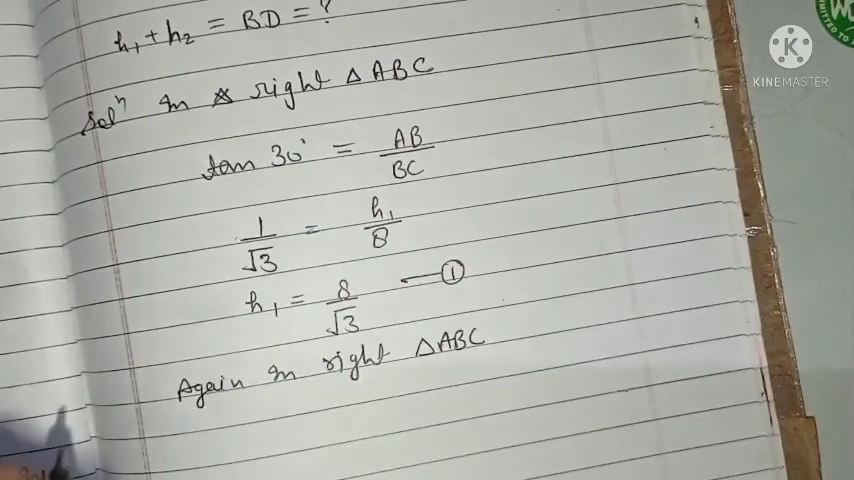 h₁ + h₂ = BD = ?
Solⁿ In right △ABC
tan 30° = AB/BC
1/√3 = h₁/8
h₁ = 8/√3 — ①
Again in right △ABC
K
KINEMASTER